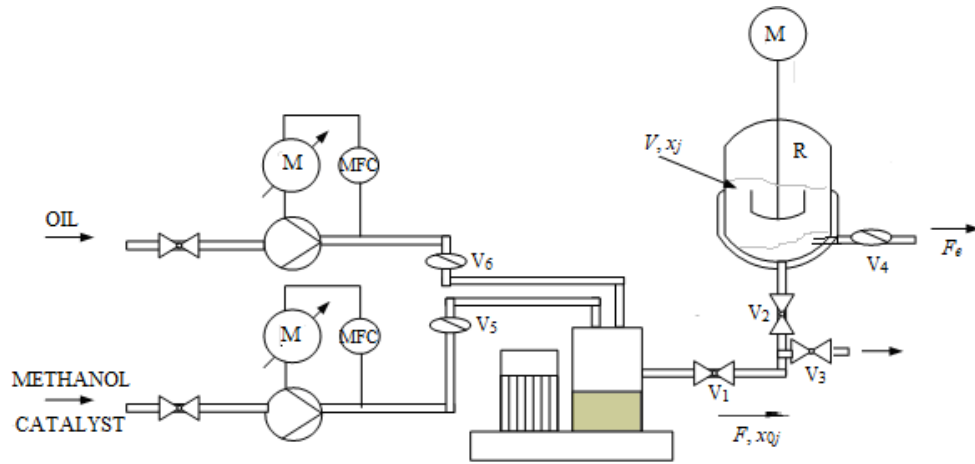 M
R
V, xj
M
MFC
OIL
V6
Fe
V4
V2
M
MFC
V5
METHANOL
CATALYST
V1
V3
F, x0j